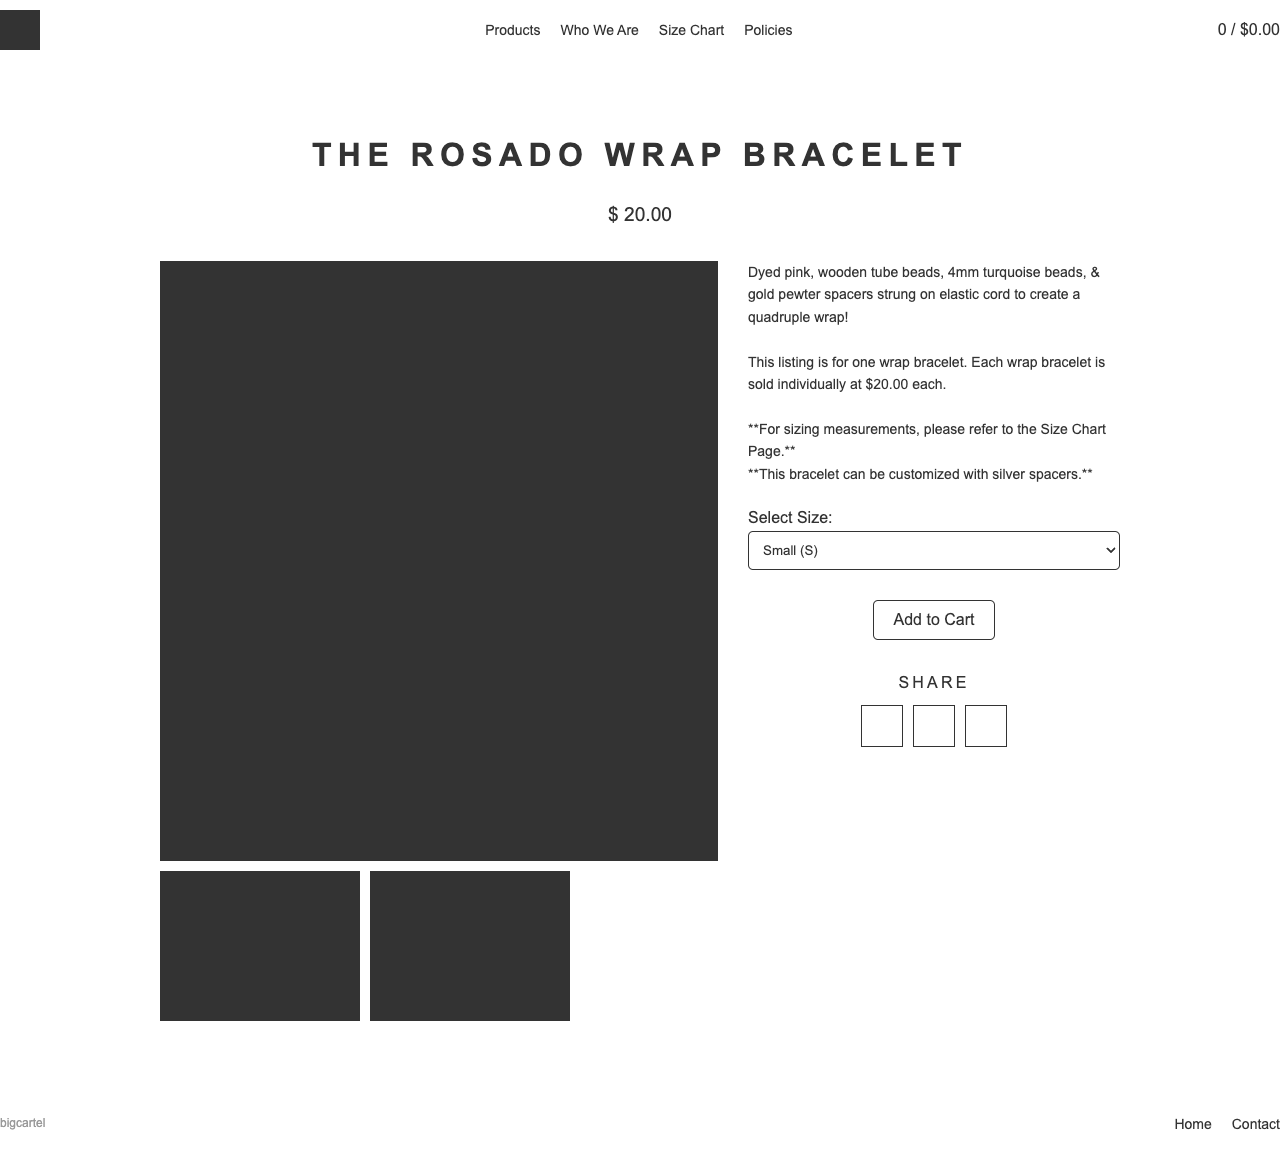 Products Who We Are Size Chart Policies 0 / $0.00
THE ROSADO WRAP BRACELET
$ 20.00
Dyed pink, wooden tube beads, 4mm turquoise beads, &
gold pewter spacers strung on elastic cord to create a
quadruple wrap!
This listing is for one wrap bracelet. Each wrap bracelet is
sold individually at $20.00 each.
**For sizing measurements, please refer to the Size Chart
Page.**
**This bracelet can be customized with silver spacers.**
Select Size:
Small (S)
Add to Cart
SHARE
bigcartel Home Contact